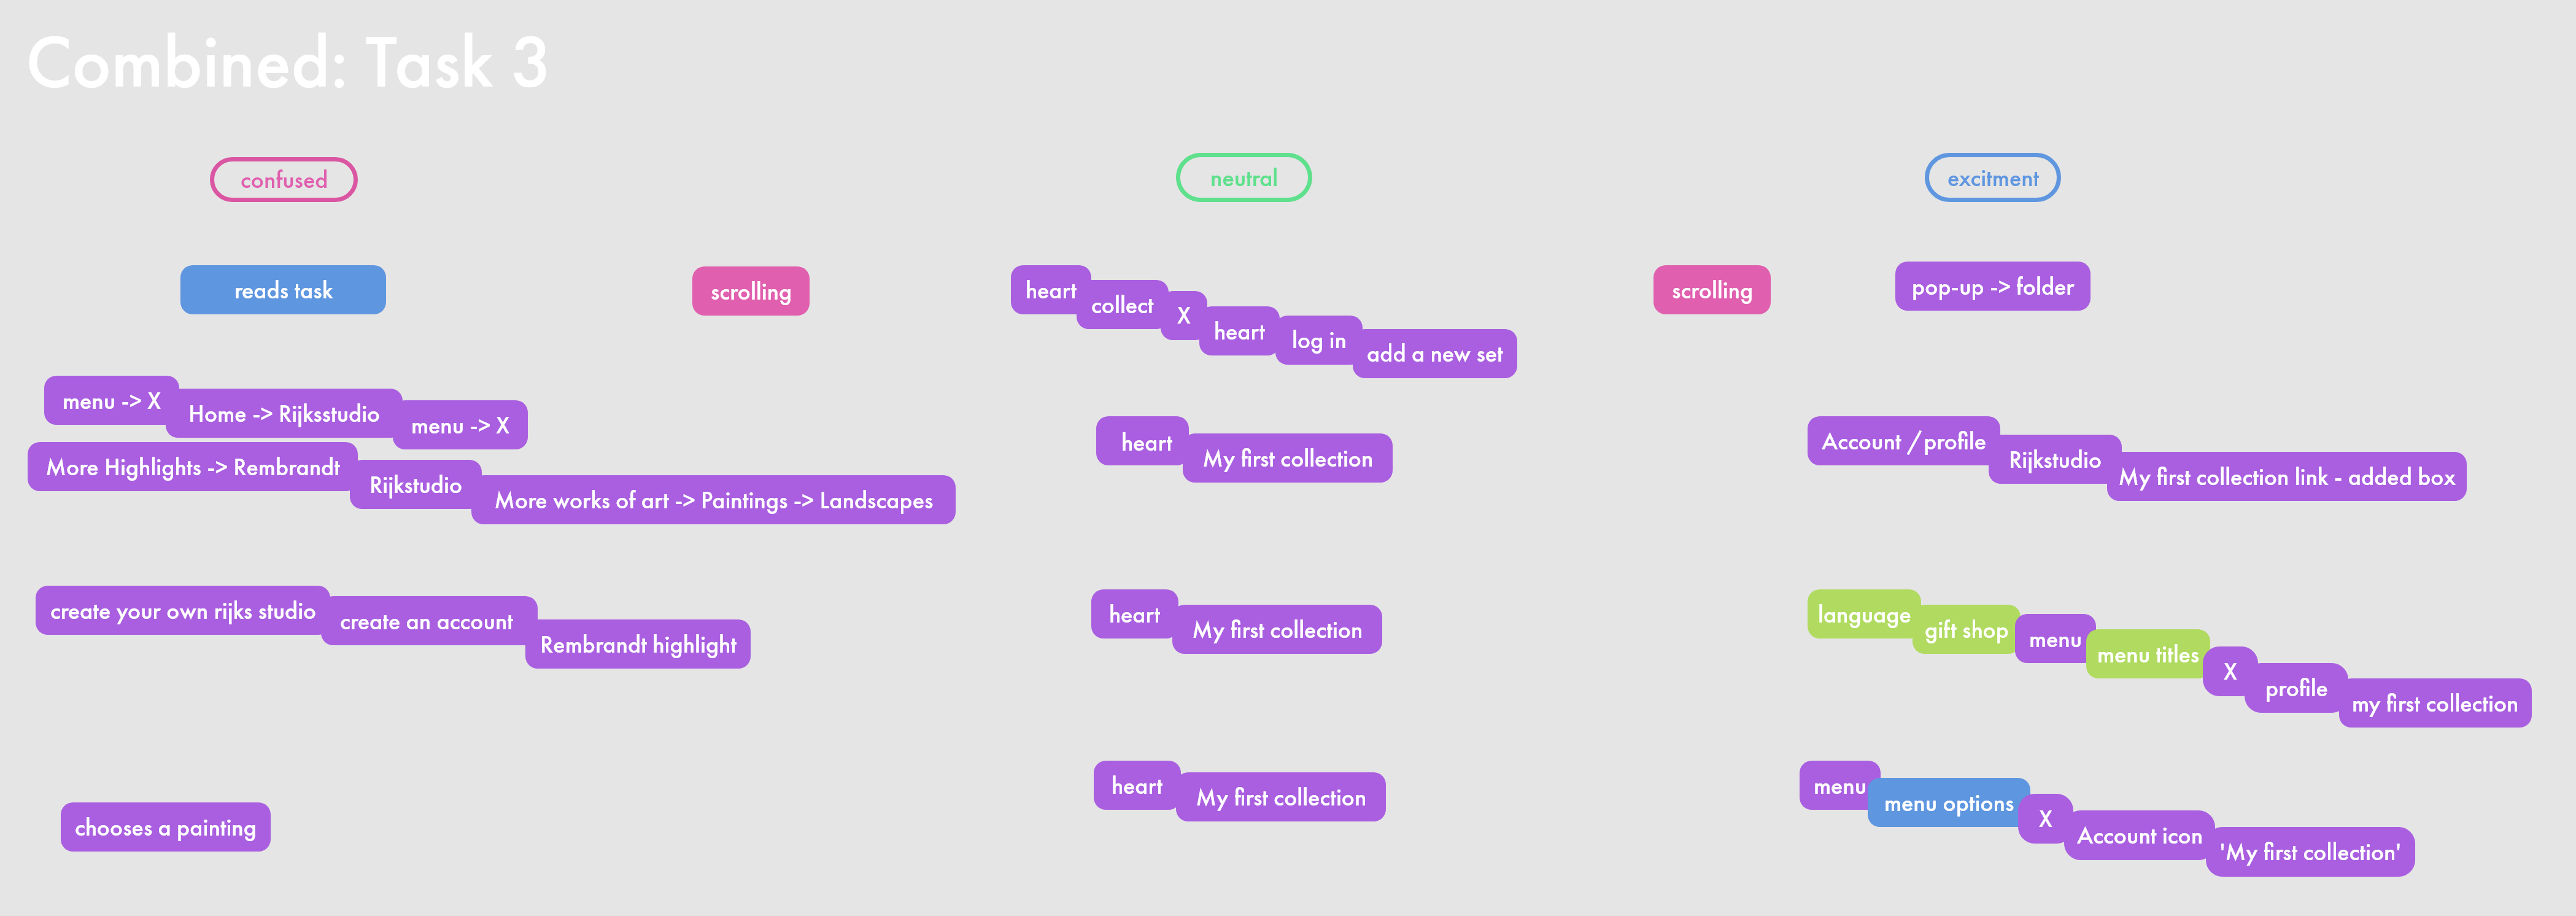 Combined: Task 3
confused
neutral
excitment
reads task
scrolling
heart
collect
X
heart
log in
add a new set
scrolling
pop-up -> folder
menu -> X
Home -> Rijksstudio
menu -> X
More Highlights -> Rembrandt
Rijkstudio
More works of art -> Paintings -> Landscapes
heart
My first collection
Account /profile
Rijkstudio
My first collection link - added box
create your own rijks studio
create an account
Rembrandt highlight
heart
My first collection
language
gift shop
menu
menu titles
X
profile
my first collection
chooses a painting
heart
My first collection
menu
menu options
X
Account icon
'My first collection'